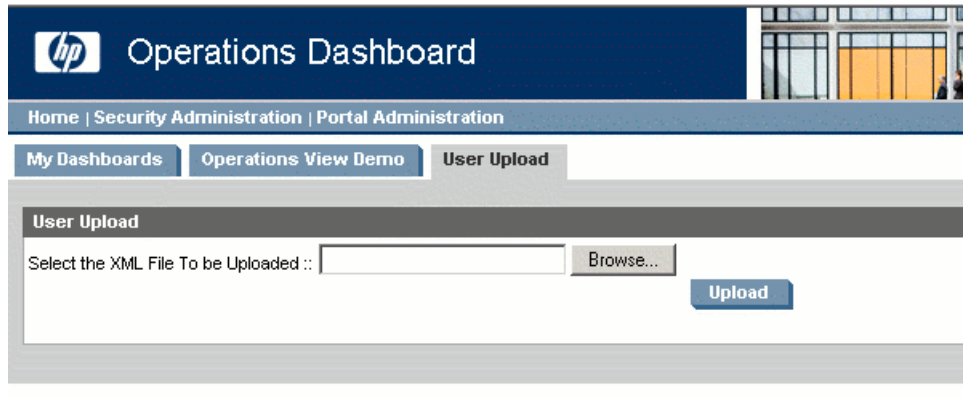 hp Operations Dashboard
Home | Security Administration | Portal Administration
My Dashboards Operations View Demo User Upload
User Upload
Select the XML File To be Uploaded :: Browse...
Upload